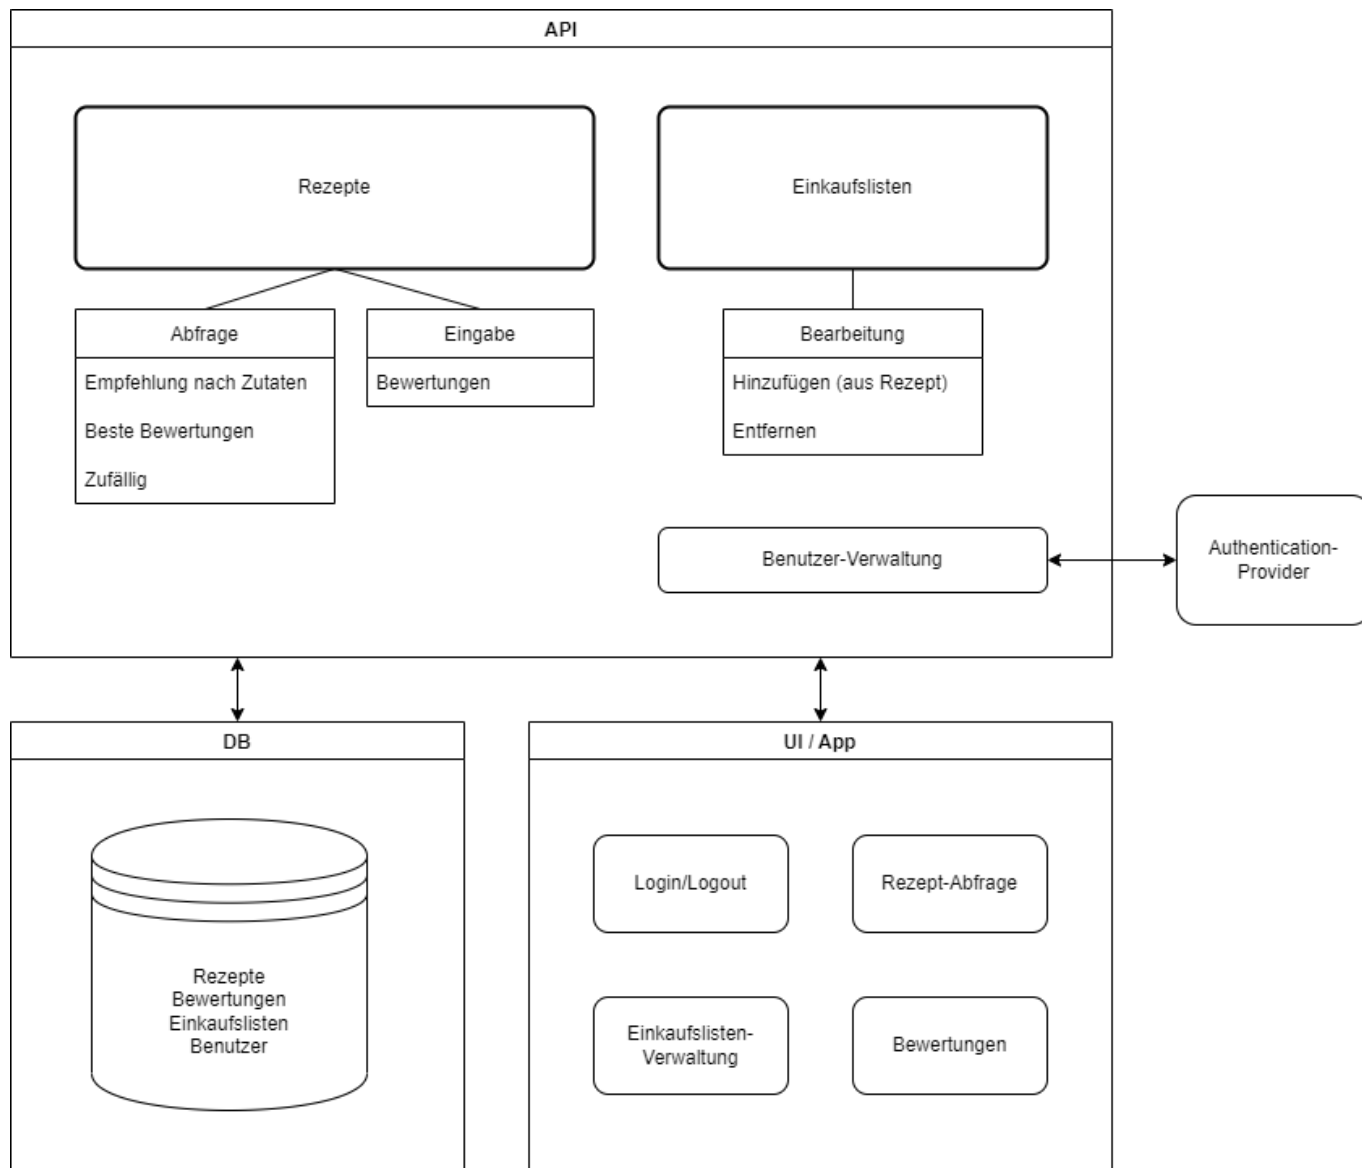 API
Rezepte
Einkaufslisten
Abfrage
Empfehlung nach Zutaten
Beste Bewertungen
Zufällig
Eingabe
Bewertungen
Bearbeitung
Hinzufügen (aus Rezept)
Entfernen
Benutzer-Verwaltung
Authentication-
Provider
DB
Rezepte
Bewertungen
Einkaufslisten
Benutzer
UI / App
Login/Logout
Rezept-Abfrage
Einkaufslisten-
Verwaltung
Bewertungen